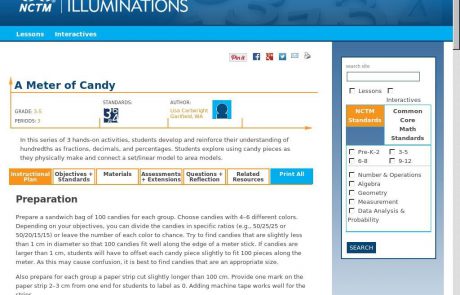 NCTM | ILLUMINATIONS
Lessons Interactives
Pin it
A Meter of Candy
GRADE: 3-5
PERIODS: 3
STANDARDS:
AUTHOR:
Lisa Cartwright
Garfield, WA
In this series of 3 hands-on activities, students develop and reinforce their understanding of
hundredths as fractions, decimals, and percentages. Students explore using candy pieces as
they physically make and connect a set/linear model to area models.
Instructional Plan
Objectives + Standards
Materials
Assessments + Extensions
Questions + Reflection
Related Resources
Print All
Preparation
Prepare a sandwich bag of 100 candies for each group. Choose candies with 4–6 different colors.
Depending on your objectives, you can divide the candies in specific ratios (e.g., 50/25/25 or
50/20/15/15) or leave the number of each color to chance. Try to find candies that are slightly less
than 1 cm in diameter so that 100 candies fit well along the edge of a meter stick. If candies are
larger than 1 cm, students will have to offset each candy piece slightly to fit 100 pieces along the
meter. As this may cause confusion, it is best to find candies that are an appropriate size.
Also prepare for each group a paper strip cut slightly longer than 100 cm. Provide one mark on the
paper strip 2–3 cm from one end for students to label as 0. Adding machine tape works well for the
strips.
search title
Lessons
Interactives
NCTM Standards
Common Core Math Standards
Pre-K-2 3-5
6-8 9-12
Number & Operations
Algebra
Geometry
Measurement
Data Analysis &
Probability
SEARCH